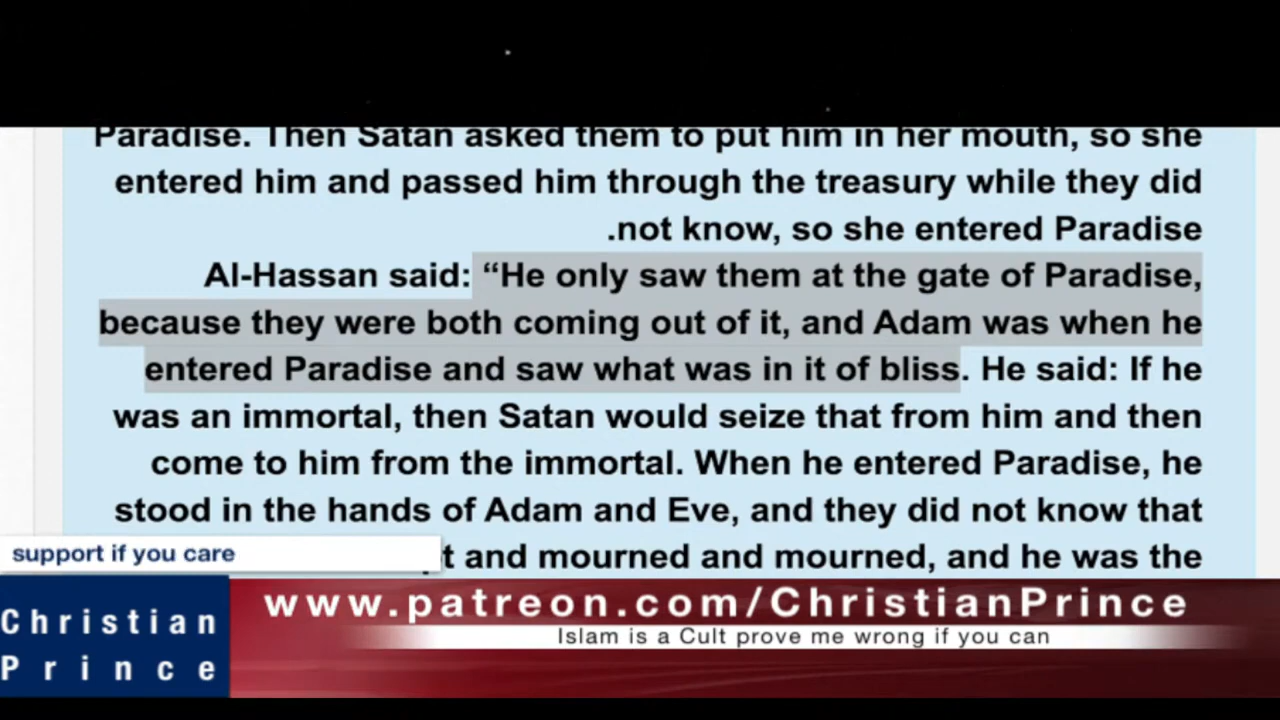 Paradise. Then Satan asked them to put him in her mouth, so she
entered him and passed him through the treasury while they did
.not know, so she entered Paradise
Al-Hassan said: “He only saw them at the gate of Paradise,
because they were both coming out of it, and Adam was when he
entered Paradise and saw what was in it of bliss. He said: If he
was an immortal, then Satan would seize that from him and then
come to him from the immortal. When he entered Paradise, he
stood in the hands of Adam and Eve, and they did not know that
and mourned and mourned, and he was the
support if you care
Christian
Prince
www.patreon.com/ChristianPrince
Islam is a Cult prove me wrong if you can